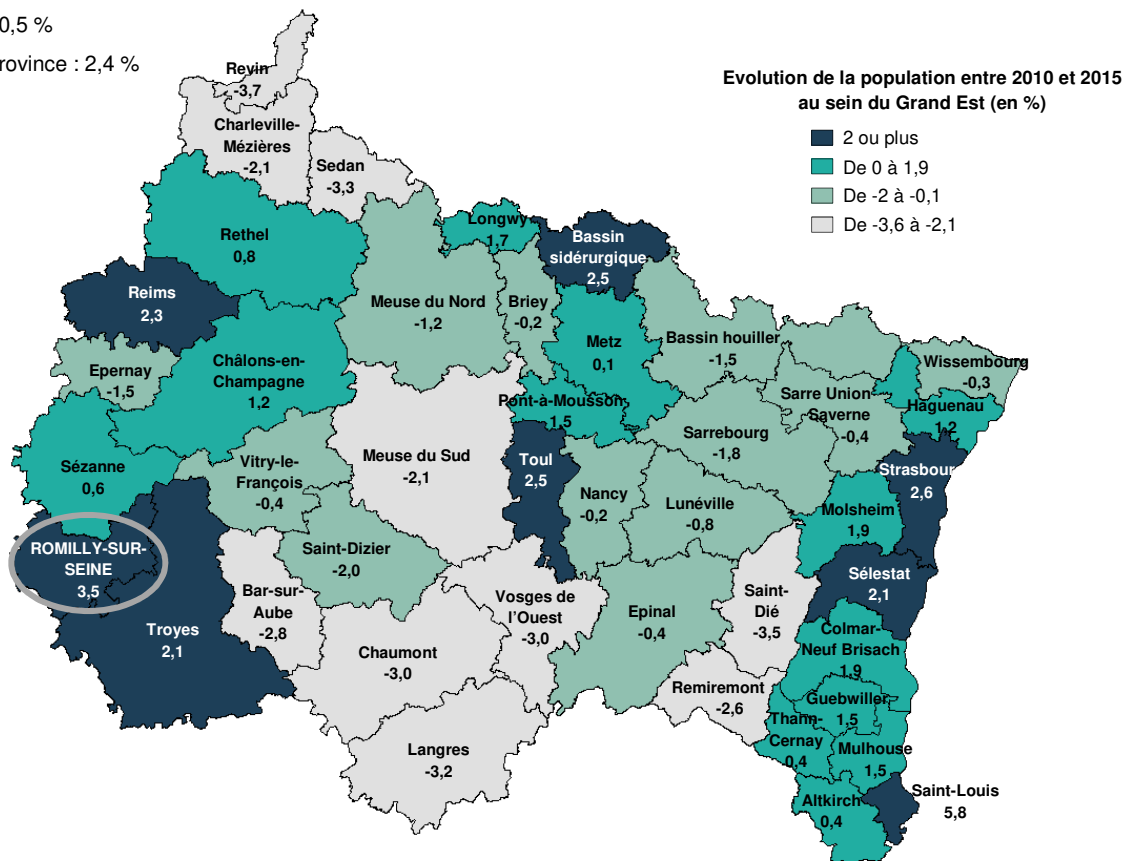 0,5 %
rovince : 2,4 %
Evolution de la population entre 2010 et 2015
au sein du Grand Est (en %)
2 ou plus
De 0 à 1,9
De -2 à -0,1
De -3,6 à -2,1
Revin
-3,7
Charleville-
Mézières
-2,1
Sedan
-3,3
Rethel
0,8
Longwy
1,7
Bassin
sidérurgique
2,5
Reims
2,3
Meuse du Nord
-1,2
Briey
-0,2
Metz
0,1
Bassin houiller
-1,5
Wissembourg
-0,3
Epernay
-1,5
Châlons-en-
Champagne
1,2
Pont-à-Mousson
1,5
Sarre Union-
Saverne
-0,4
Haguenau
1,2
Sézanne
0,6
Vitry-le-
François
-0,4
Meuse du Sud
-2,1
Toul
2,5
Nancy
-0,2
Sarrebourg
-1,8
Lunéville
-0,8
Strasbour
2,6
Molsheim
1,9
ROMILLY-SUR-
SEINE
3,5
Saint-Dizier
-2,0
Bar-sur-
Aube
-2,8
Vosges de
l'Ouest
-3,0
Epinal
-0,4
Saint-
Dié
-3,5
Sélestat
2,1
Troyes
2,1
Chaumont
-3,0
Colmar-
Neuf Brisach
1,9
Remiremont
-2,6
Guebwiller
1,5
Thann-
Cernay
0,4
Mulhouse
1,5
Langres
-3,2
Altkirch
0,4
Saint-Louis
5,8